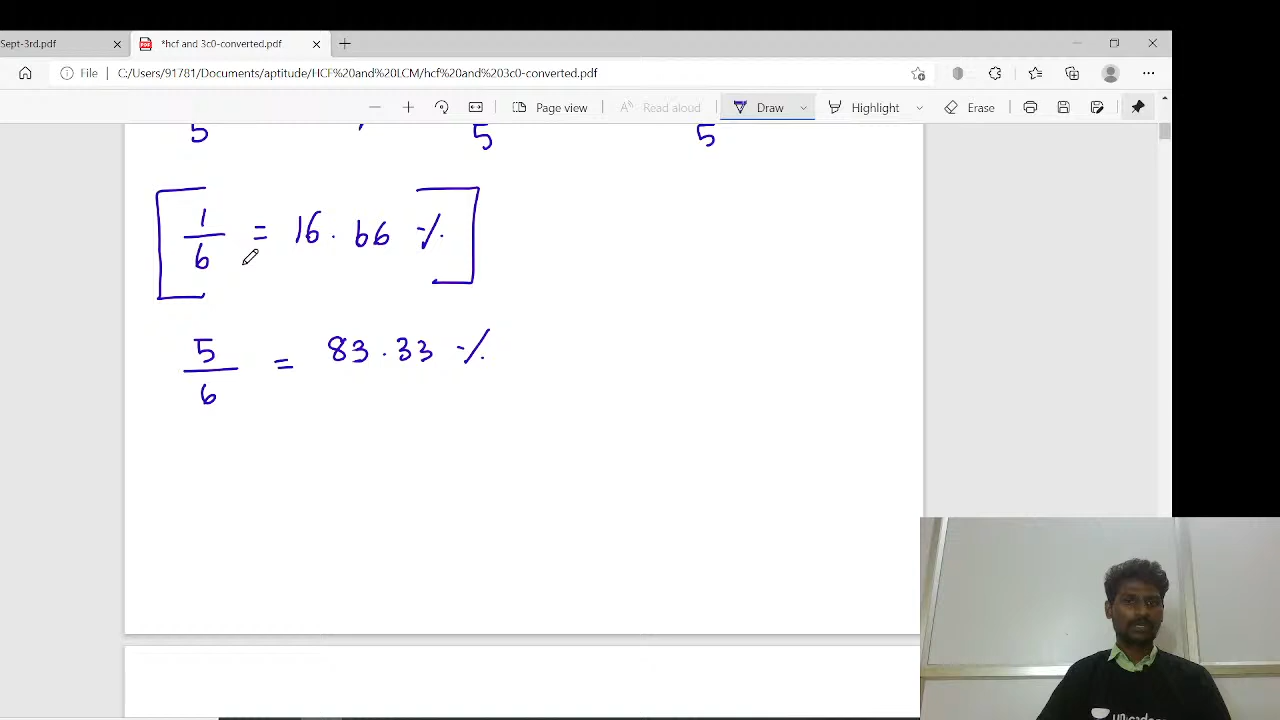 Sept-3rd.pdf *hcf and 3c0-converted.pdf
File C:/Users/91781/Documents/aptitude/HCF%20and%20LCM/hcf%20and%203c0-converted.pdf
Page view Read aloud Draw Highlight Erase
5 , 5 5
1/6 = 16.66 %
5/6 = 83.33 %